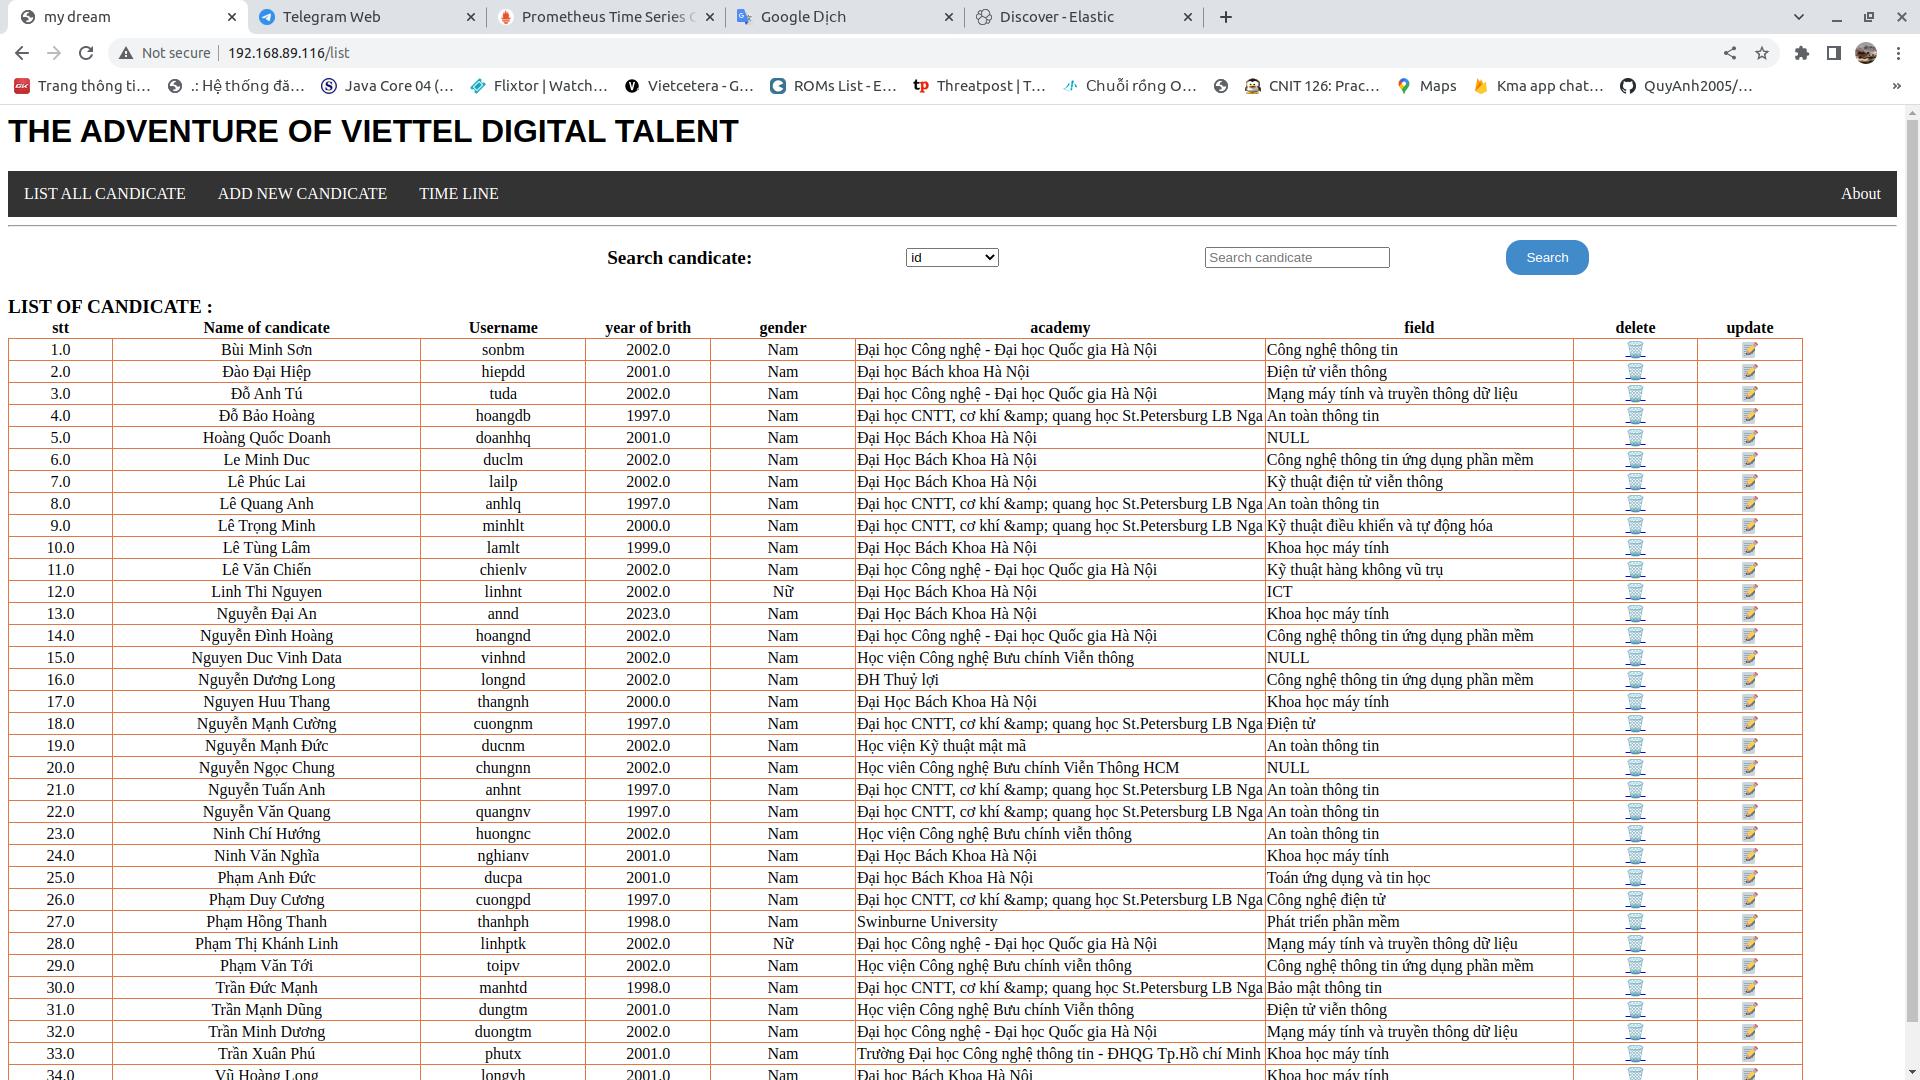 my dream
Telegram Web
Prometheus Time Series C
Google Dịch
Discover - Elastic
Not secure
192.168.89.116/list
Trang thông ti…
.: Hệ thống đă…
Java Core 04 (…
Flixtor | Watch…
Vietcetera - G…
ROMs List - E…
Threatpost | T…
Chuỗi rồng O…
CNIT 126: Prac…
Maps
Kma app chat…
QuyAnh2005/…
THE ADVENTURE OF VIETTEL DIGITAL TALENT
LIST ALL CANDICATE ADD NEW CANDICATE TIME LINE About
Search candicate: id Search candicate Search
LIST OF CANDICATE :
stt Name of candicate Username year of brith gender academy field delete update
1.0 Bùi Minh Sơn sonbm 2002.0 Nam Đại học Công nghệ - Đại học Quốc gia Hà Nội Công nghệ thông tin
2.0 Đào Đại Hiệp hiepdd 2001.0 Nam Đại học Bách khoa Hà Nội Điện tử viễn thông
3.0 Đỗ Anh Tú tuda 2002.0 Nam Đại học Công nghệ - Đại học Quốc gia Hà Nội Mạng máy tính và truyền thông dữ liệu
4.0 Đỗ Bảo Hoàng hoangdb 1997.0 Nam Đại học CNTT, cơ khí &amp; quang học St.Petersburg LB Nga An toàn thông tin
5.0 Hoàng Quốc Doanh doanhhq 2001.0 Nam Đại Học Bách Khoa Hà Nội NULL
6.0 Le Minh Duc duclm 2002.0 Nam Đại Học Bách Khoa Hà Nội Công nghệ thông tin ứng dụng phần mềm
7.0 Lê Phúc Lai lailp 2002.0 Nam Đại Học Bách Khoa Hà Nội Kỹ thuật điện tử viễn thông
8.0 Lê Quang Anh anhlq 1997.0 Nam Đại học CNTT, cơ khí &amp; quang học St.Petersburg LB Nga An toàn thông tin
9.0 Lê Trọng Minh minhlt 2000.0 Nam Đại học CNTT, cơ khí &amp; quang học St.Petersburg LB Nga Kỹ thuật điều khiển và tự động hóa
10.0 Lê Tùng Lâm lamlt 1999.0 Nam Đại Học Bách Khoa Hà Nội Khoa học máy tính
11.0 Lê Văn Chiến chienlv 2002.0 Nam Đại học Công nghệ - Đại học Quốc gia Hà Nội Kỹ thuật hàng không vũ trụ
12.0 Linh Thi Nguyen linhnt 2002.0 Nữ Đại Học Bách Khoa Hà Nội ICT
13.0 Nguyễn Đại An annd 2023.0 Nam Đại Học Bách Khoa Hà Nội Khoa học máy tính
14.0 Nguyễn Đình Hoàng hoangnd 2002.0 Nam Đại học Công nghệ - Đại học Quốc gia Hà Nội Công nghệ thông tin ứng dụng phần mềm
15.0 Nguyen Duc Vinh Data vinhnd 2002.0 Nam Học viện Công nghệ Bưu chính Viễn thông NULL
16.0 Nguyễn Dương Long longnd 2002.0 Nam ĐH Thuỷ lợi Công nghệ thông tin ứng dụng phần mềm
17.0 Nguyen Huu Thang thangnh 2000.0 Nam Đại Học Bách Khoa Hà Nội Khoa học máy tính
18.0 Nguyễn Mạnh Cường cuongnm 1997.0 Nam Đại học CNTT, cơ khí &amp; quang học St.Petersburg LB Nga Điện tử
19.0 Nguyễn Mạnh Đức ducnm 2002.0 Nam Học viện Kỹ thuật mật mã An toàn thông tin
20.0 Nguyễn Ngọc Chung chungnn 2002.0 Nam Học viên Công nghệ Bưu chính Viễn Thông HCM NULL
21.0 Nguyễn Tuấn Anh anhnt 1997.0 Nam Đại học CNTT, cơ khí &amp; quang học St.Petersburg LB Nga An toàn thông tin
22.0 Nguyễn Văn Quang quangnv 1997.0 Nam Đại học CNTT, cơ khí &amp; quang học St.Petersburg LB Nga An toàn thông tin
23.0 Ninh Chí Hướng huongnc 2002.0 Nam Học viện Công nghệ Bưu chính viễn thông An toàn thông tin
24.0 Ninh Văn Nghĩa nghianv 2001.0 Nam Đại Học Bách Khoa Hà Nội Khoa học máy tính
25.0 Phạm Anh Đức ducpa 2001.0 Nam Đại học Bách Khoa Hà Nội Toán ứng dụng và tin học
26.0 Phạm Duy Cương cuongpd 1997.0 Nam Đại học CNTT, cơ khí &amp; quang học St.Petersburg LB Nga Công nghệ điện tử
27.0 Phạm Hồng Thanh thanhph 1998.0 Nam Swinburne University Phát triển phần mềm
28.0 Phạm Thị Khánh Linh linhptk 2002.0 Nữ Đại học Công nghệ - Đại học Quốc gia Hà Nội Mạng máy tính và truyền thông dữ liệu
29.0 Phạm Văn Tới toipv 2002.0 Nam Học viện Công nghệ Bưu chính viễn thông Công nghệ thông tin ứng dụng phần mềm
30.0 Trần Đức Mạnh manhtd 1998.0 Nam Đại học CNTT, cơ khí &amp; quang học St.Petersburg LB Nga Bảo mật thông tin
31.0 Trần Mạnh Dũng dungtm 2001.0 Nam Học viện Công nghệ Bưu chính Viễn thông Điện tử viễn thông
32.0 Trần Minh Dương duongtm 2002.0 Nam Đại học Công nghệ - Đại học Quốc gia Hà Nội Mạng máy tính và truyền thông dữ liệu
33.0 Trần Xuân Phú phutx 2001.0 Nam Trường Đại học Công nghệ thông tin - ĐHQG Tp.Hồ chí Minh Khoa học máy tính
34.0 Vũ Hoàng Long longvh 2001.0 Nam Đại học Bách Khoa Hà Nội Khoa học máy tính